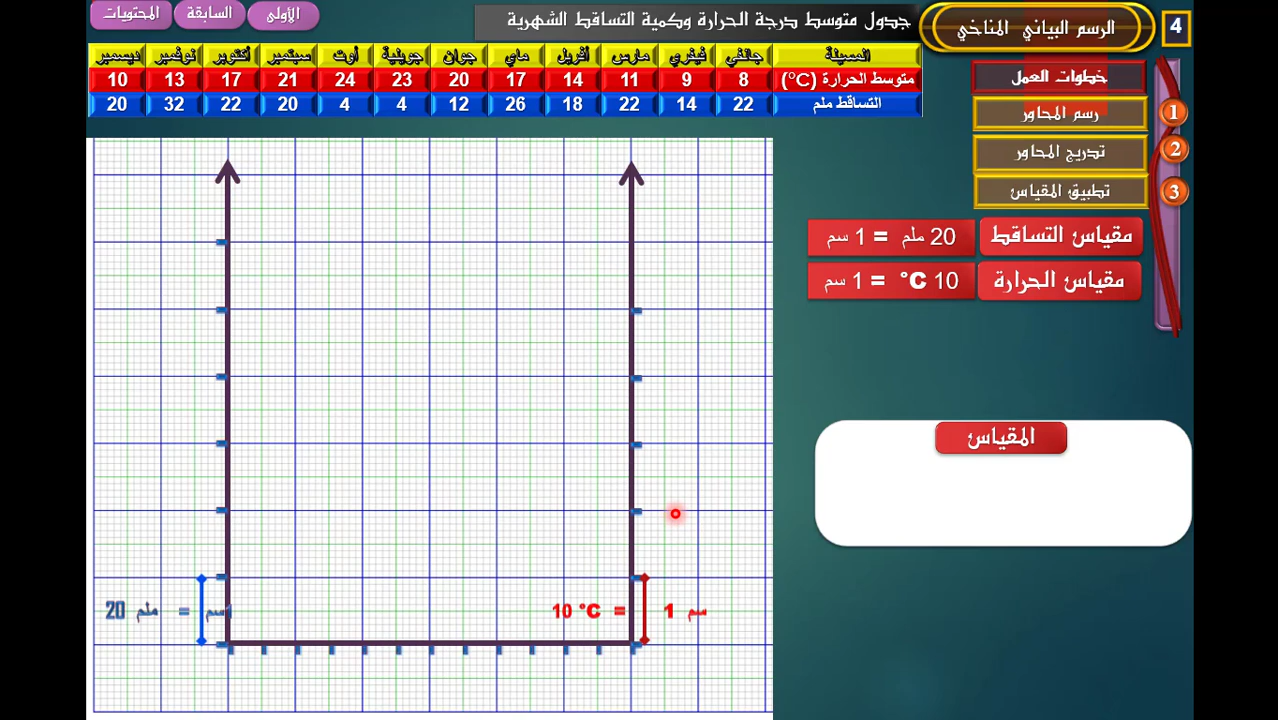 4
الرسم البياني المناخي
جدول متوسط درجة الحرارة وكمية التساقط الشهرية
الأولى
السابقة
المحتويات
المسيلة جانفي فيفري مارس أفريل ماي جوان جويلية أوت سبتمبر أكتوبر نوفمبر ديسمبر
متوسط الحرارة (°C) 8 9 11 14 17 20 23 24 21 17 13 10
التساقط ملم 22 14 22 18 26 12 4 4 20 22 32 20
خطوات العمل
رسم المحاور 1
تدريج المحاور 2
تطبيق المقياس 3
مقياس التساقط 20 ملم = 1 سم
مقياس الحرارة 10 °C = 1 سم
المقياس
10 °C = 1 سم
20 ملم = 1سم